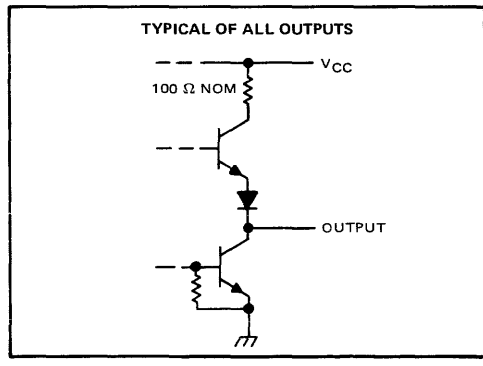 TYPICAL OF ALL OUTPUTS
VCC
100 Ω NOM
OUTPUT